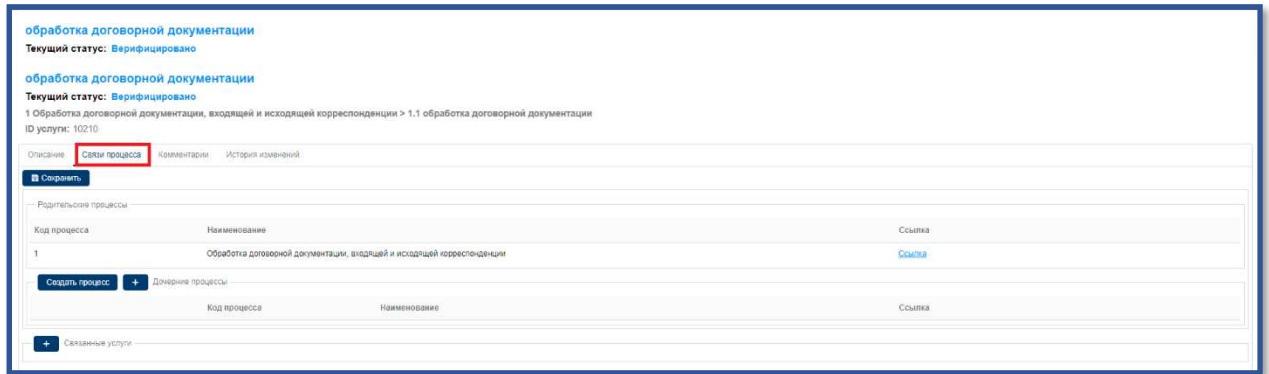 обработка договорной документации
Текущий статус: Верифицировано
обработка договорной документации
Текущий статус: Верифицировано
1 Обработка договорной документации, входящей и исходящей корреспонденции > 1.1 обработка договорной документации
ID услуги: 10210
Описание Связи процесса Комментарии История изменений
Сохранить
Родительские процессы
Код процесса Наименование Ссылка
1 Обработка договорной документации, входящей и исходящей корреспонденции Ссылка
Создать процесс + Дочерние процессы
Код процесса Наименование Ссылка
+ Связанные услуги